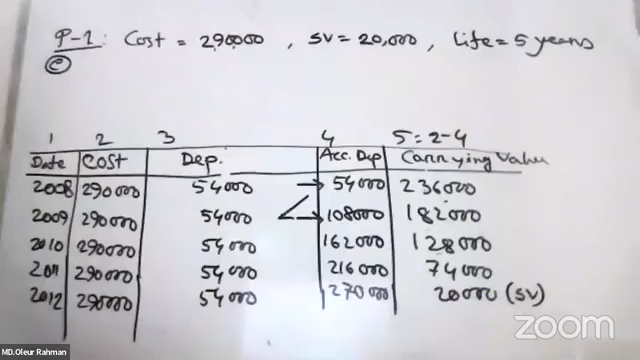 P-1: Cost = 290000, SV = 20,000, Life = 5 years
C
1 2 3 4 5 = 2-4
Date Cost Dep. Acc. Dep Carrying Value
2008 290000 54000 → 54000 236000
2009 290000 54000 → 108000 182000
2010 290000 54000 162000 128000
2011 290000 54000 216000 74000
2012 290000 54000 270000 20000 (SV)
zoom
MD.Oleur Rahman